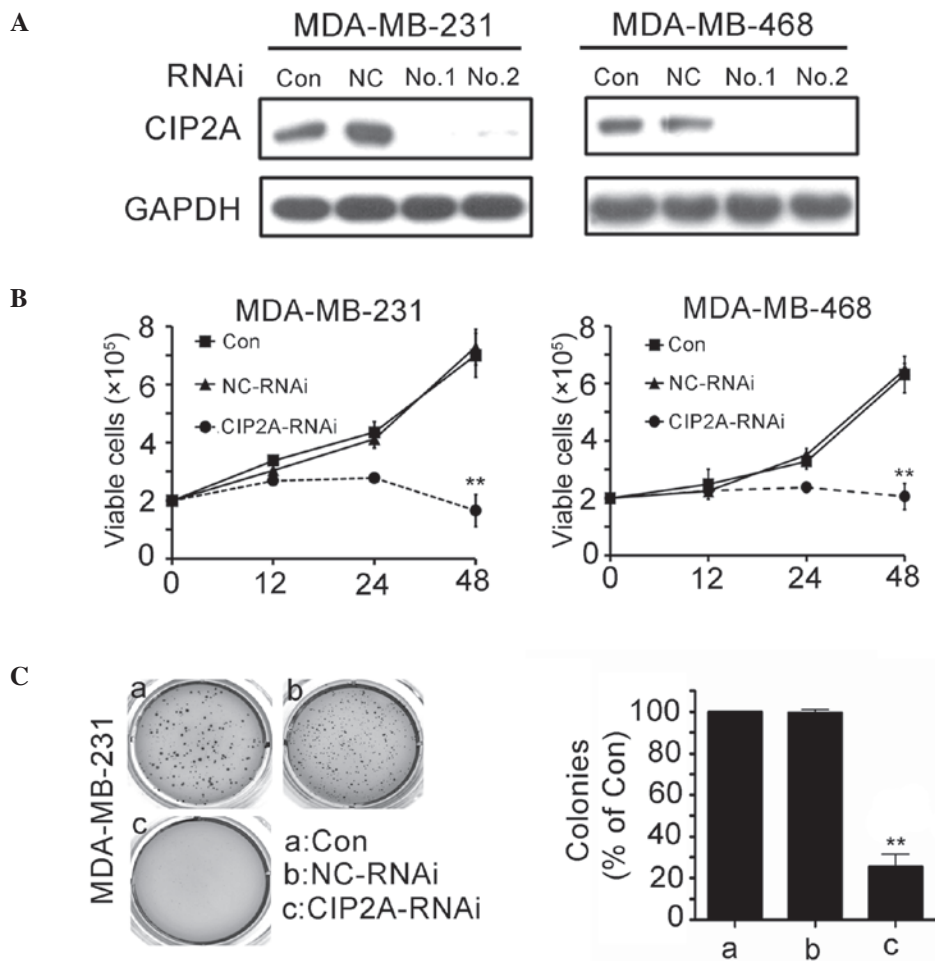 A
MDA-MB-231 MDA-MB-468
RNAi Con NC No.1 No.2 Con NC No.1 No.2
CIP2A
GAPDH
B
MDA-MB-231
Viable cells (×10⁵)
8
6
4
2
0
Con
NC-RNAi
CIP2A-RNAi
**
0 12 24 48
MDA-MB-468
Viable cells (×10⁵)
8
6
4
2
0
Con
NC-RNAi
CIP2A-RNAi
**
0 12 24 48
C
MDA-MB-231
a
b
c
a:Con
b:NC-RNAi
c:CIP2A-RNAi
Colonies
(% of Con)
100
80
60
40
20
0
**
a b c